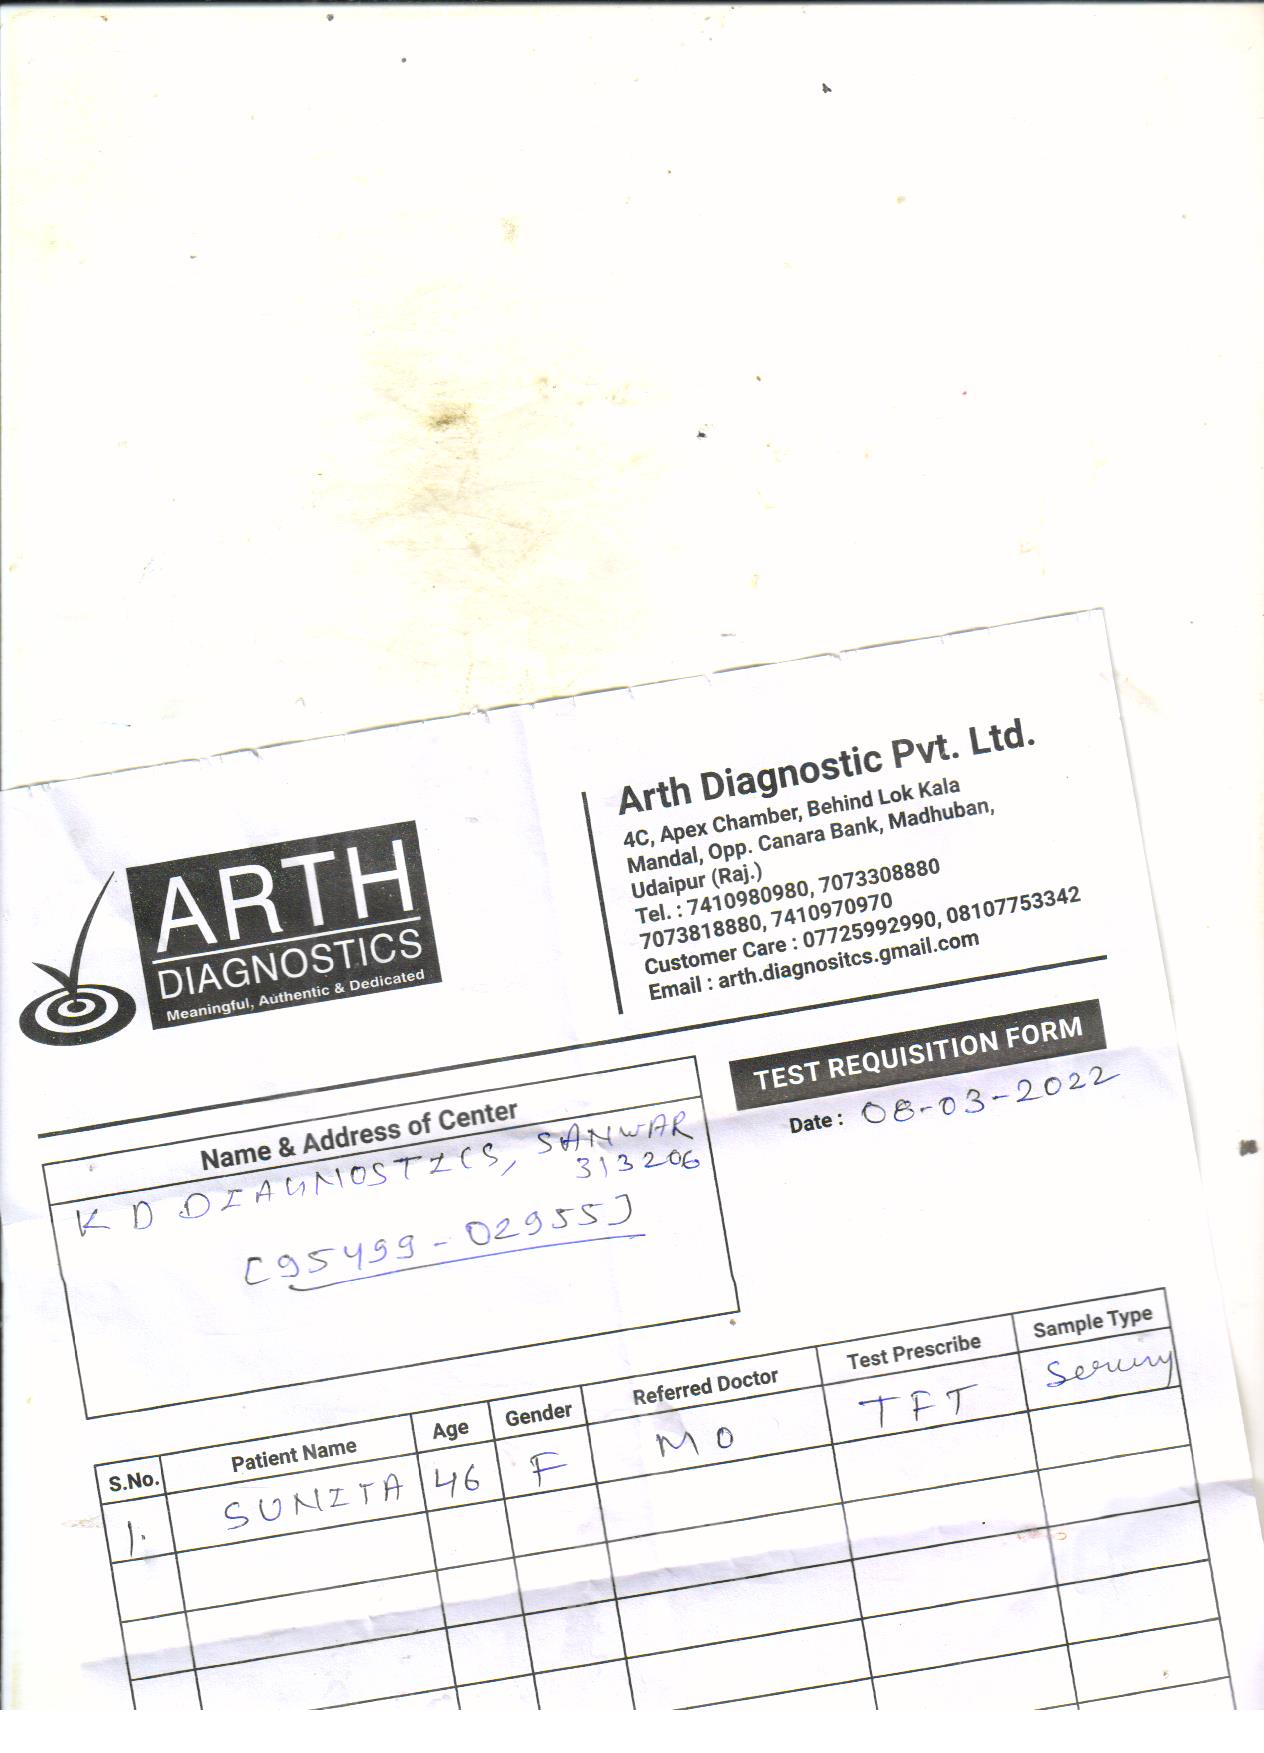 ARTH
DIAGNOSTICS
Meaningful, Authentic & Dedicated
Arth Diagnostic Pvt. Ltd.
4C, Apex Chamber, Behind Lok Kala
Mandal, Opp. Canara Bank, Madhuban,
Udaipur (Raj.)
Tel. : 7410980980, 7073308880
7073818880, 7410970970
Customer Care : 07725992990, 08107753342
Email : arth.diagnositcs.gmail.com
TEST REQUISITION FORM
Date : 08-03-2022
Name & Address of Center
K D DIAGNOSTICS, SANWAR
313206
[95499-02955]
S.No. Patient Name Age Gender Referred Doctor Test Prescribe Sample Type
1. SUNITA 46 F M O TFT Serum